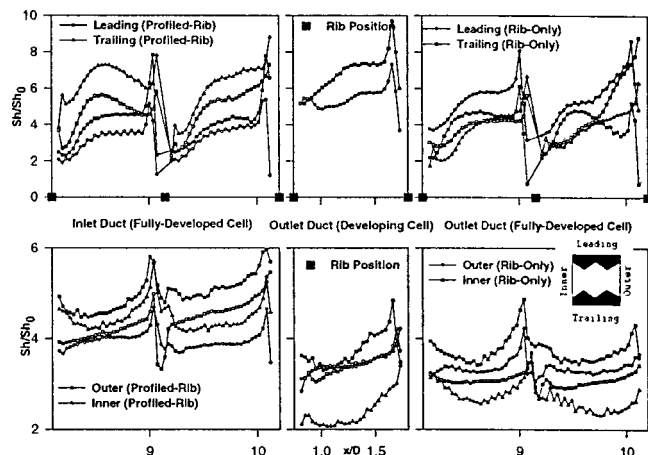 10
8
6
4
2
0
Sh/Sh0
Leading (Profiled-Rib)
Trailing (Profiled-Rib)
Rib Position
Leading (Rib-Only)
Trailing (Rib-Only)
Inlet Duct (Fully-Developed Cell)
Outlet Duct (Developing Cell)
Outlet Duct (Fully-Developed Cell)
6
4
2
Sh/Sh0
Outer (Profiled-Rib)
Inner (Profiled-Rib)
Rib Position
Outer (Rib-Only)
Inner (Rib-Only)
Leading
Inner
Outer
Trailing
9
10
1.0
x/D
1.5
9
10